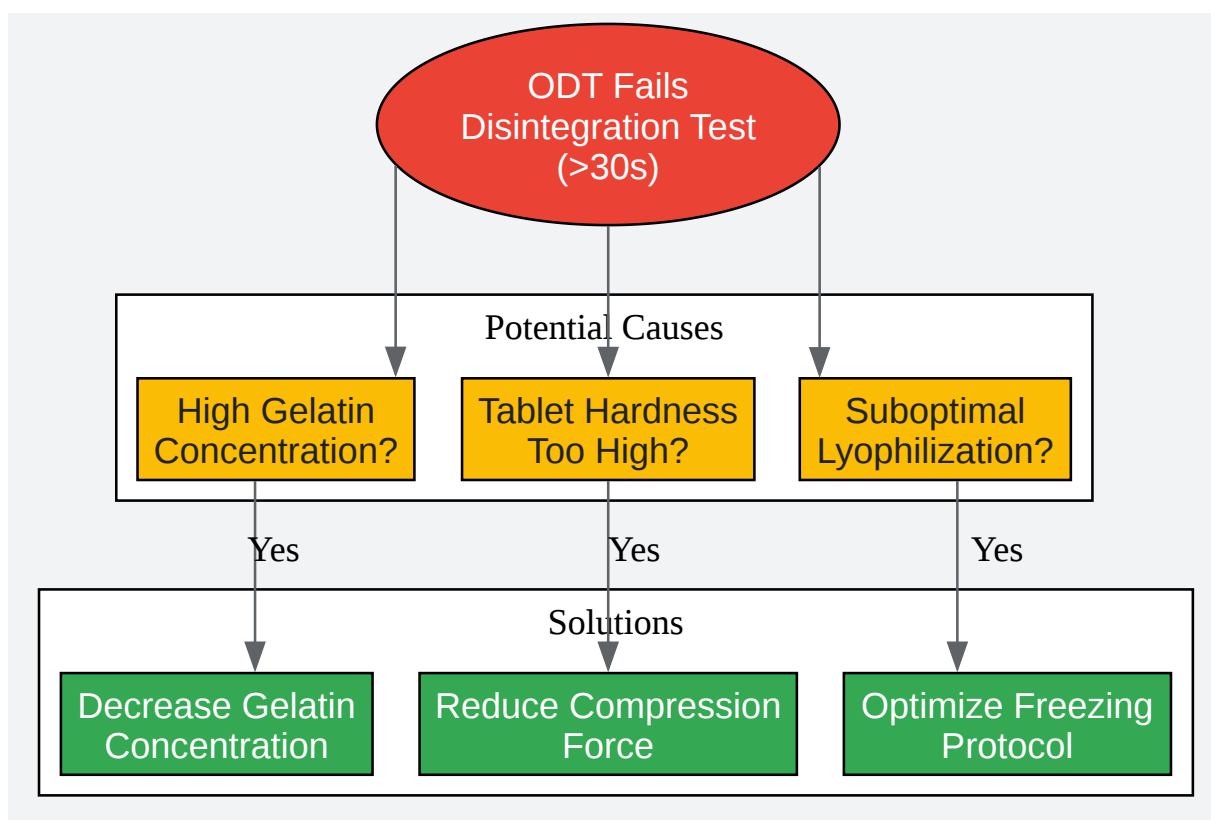 ODT Fails
Disintegration Test
(>30s)
Potential Causes
High Gelatin
Concentration?
Tablet Hardness
Too High?
Suboptimal
Lyophilization?
Yes
Yes
Yes
Solutions
Decrease Gelatin
Concentration
Reduce Compression
Force
Optimize Freezing
Protocol